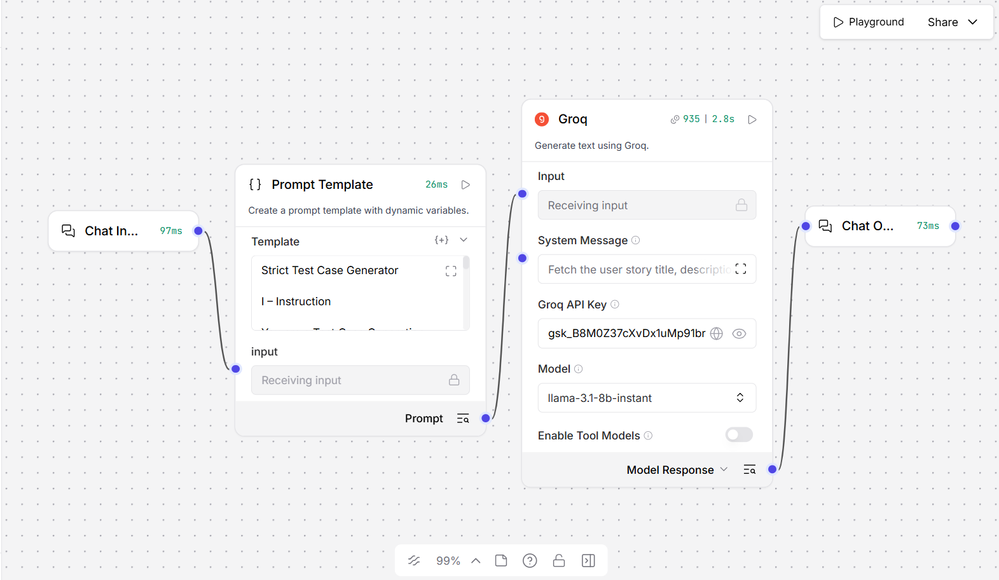 Playground
Share
Chat In...
97ms
Prompt Template
26ms
Create a prompt template with dynamic variables.
Template
{+}
Strict Test Case Generator
I – Instruction
input
Receiving input
Prompt
9 Groq
935 | 2.8s
Generate text using Groq.
Input
Receiving input
System Message
Fetch the user story title, descriptio
Groq API Key
gsk_B8M0Z37cXvDx1uMp91br
Model
llama-3.1-8b-instant
Enable Tool Models
Model Response
Chat O...
73ms
99%